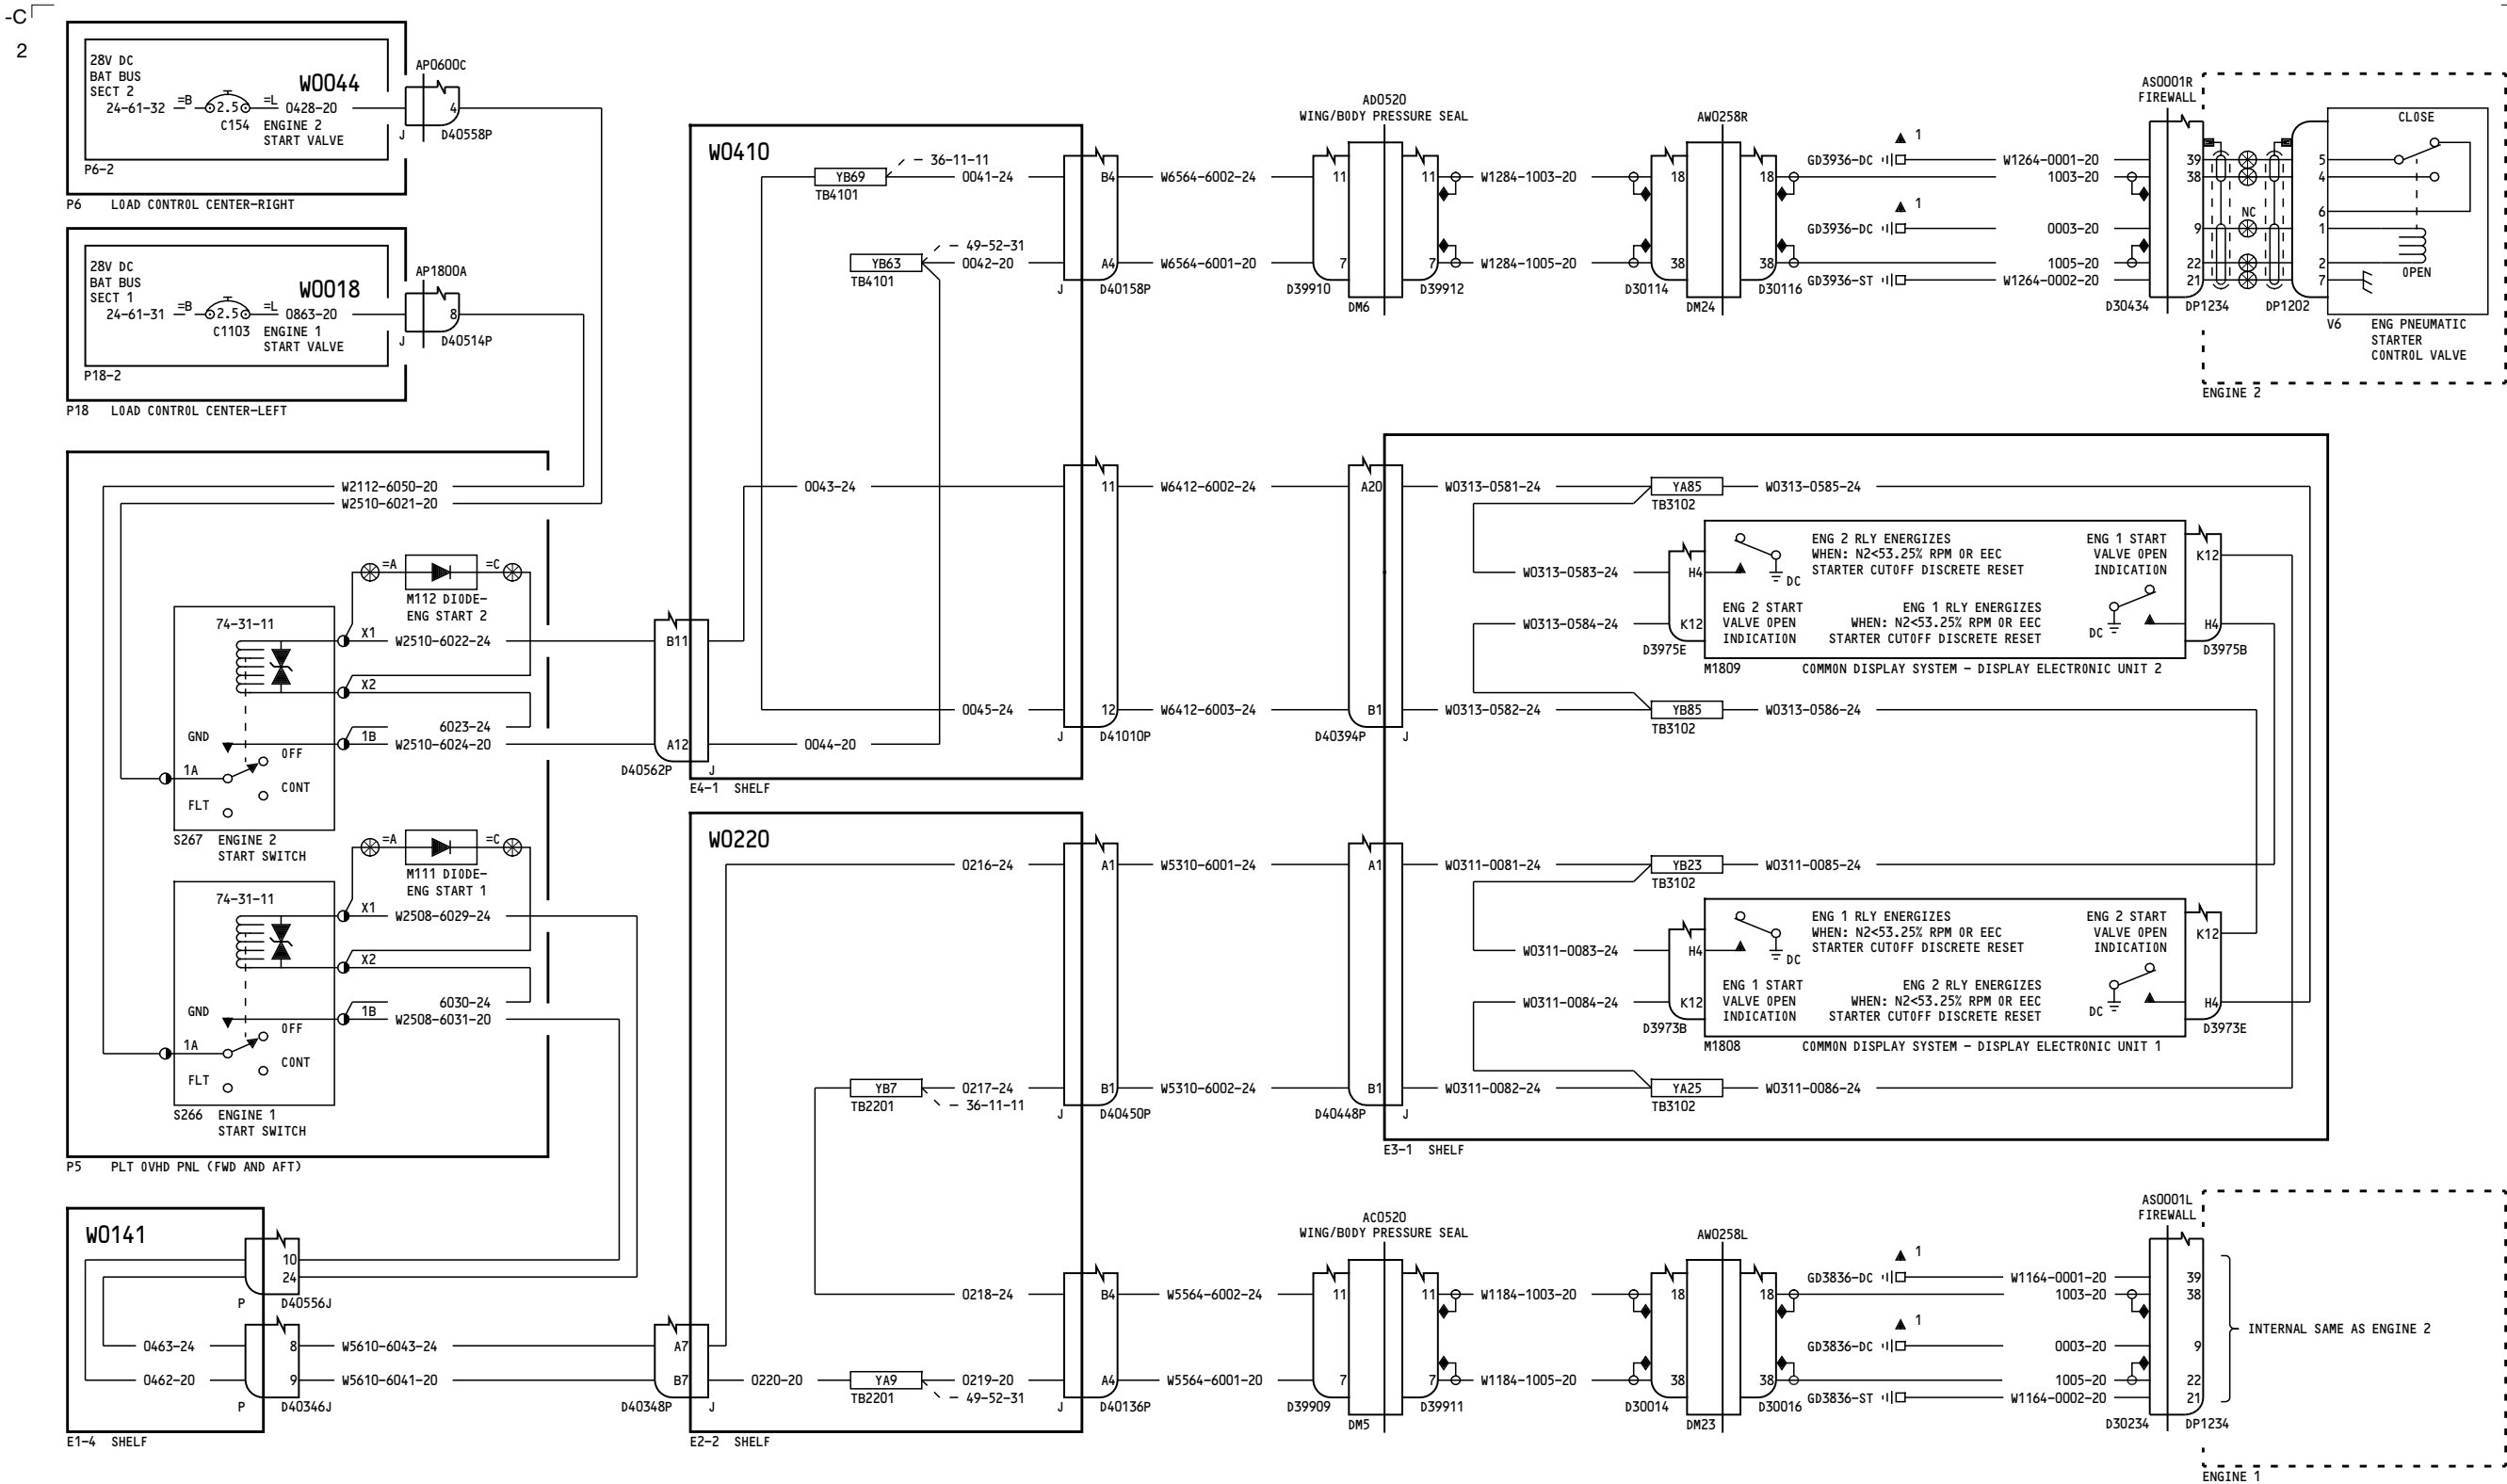 -C
2
28V DC
BAT BUS
SECT 2
24-61-32
=B
2.5
=L
W0044
0428-20
C154
ENGINE 2
START VALVE
P6-2
P6 LOAD CONTROL CENTER-RIGHT
AP0600C
4
J
D40558P
28V DC
BAT BUS
SECT 1
24-61-31
=B
2.5
=L
W0018
0863-20
C1103
ENGINE 1
START VALVE
P18-2
P18 LOAD CONTROL CENTER-LEFT
AP1800A
8
J
D40514P
W2112-6050-20
W2510-6021-20
=A
=C
M112 DIODE-
ENG START 2
74-31-11
X1
W2510-6022-24
X2
6023-24
1B
W2510-6024-20
GND
OFF
1A
CONT
FLT
S267 ENGINE 2
START SWITCH
=A
=C
M111 DIODE-
ENG START 1
74-31-11
X1
W2508-6029-24
X2
6030-24
1B
W2508-6031-20
GND
OFF
1A
CONT
FLT
S266 ENGINE 1
START SWITCH
P5 PLT OVHD PNL (FWD AND AFT)
W0141
10
24
P
D40556J
0463-24
8
W5610-6043-24
0462-20
9
W5610-6041-20
P
D40346J
E1-4 SHELF
W0410
YB69
TB4101
36-11-11
0041-24
B4
YB63
TB4101
49-52-31
0042-20
A4
J
D40158P
0043-24
11
B11
0045-24
12
A12
0044-20
J
D41010P
D40562P
J
E4-1 SHELF
W0220
0216-24
A1
YB7
TB2201
0217-24
36-11-11
B1
J
D40450P
0218-24
B4
A7
B7
0220-20
YA9
TB2201
0219-20
49-52-31
A4
D40348P
J
J
D40136P
E2-2 SHELF
AD0520
WING/BODY PRESSURE SEAL
W6564-6002-24
11
11
W1284-1003-20
W6564-6001-20
7
7
W1284-1005-20
D39910
D39912
DM6
AW0258R
18
18
38
38
D30114
D30116
DM24
1
GD3936-DC
W1264-0001-20
1003-20
1
GD3936-DC
0003-20
1005-20
GD3936-ST
W1264-0002-20
AS0001R
FIREWALL
39
38
9
22
21
D30434
DP1234
NC
5
4
6
1
2
7
DP1202
CLOSE
OPEN
V6 ENG PNEUMATIC
STARTER
CONTROL VALVE
ENGINE 2
W6412-6002-24
A20
W0313-0581-24
YA85
TB3102
W0313-0585-24
W0313-0583-24
H4
W0313-0584-24
K12
D3975E
ENG 2 RLY ENERGIZES
WHEN: N2<53.25% RPM OR EEC
STARTER CUTOFF DISCRETE RESET
DC
ENG 1 START
VALVE OPEN
INDICATION
K12
ENG 2 START
VALVE OPEN
INDICATION
ENG 1 RLY ENERGIZES
WHEN: N2<53.25% RPM OR EEC
STARTER CUTOFF DISCRETE RESET
DC
H4
D3975B
M1809 COMMON DISPLAY SYSTEM - DISPLAY ELECTRONIC UNIT 2
W6412-6003-24
B1
W0313-0582-24
YB85
TB3102
W0313-0586-24
D40394P
J
W5310-6001-24
A1
W0311-0081-24
YB23
TB3102
W0311-0085-24
W0311-0083-24
H4
W0311-0084-24
K12
D3973B
ENG 1 RLY ENERGIZES
WHEN: N2<53.25% RPM OR EEC
STARTER CUTOFF DISCRETE RESET
DC
ENG 2 START
VALVE OPEN
INDICATION
K12
ENG 1 START
VALVE OPEN
INDICATION
ENG 2 RLY ENERGIZES
WHEN: N2<53.25% RPM OR EEC
STARTER CUTOFF DISCRETE RESET
DC
H4
D3973E
M1808 COMMON DISPLAY SYSTEM - DISPLAY ELECTRONIC UNIT 1
W5310-6002-24
B1
W0311-0082-24
YA25
TB3102
W0311-0086-24
D40448P
J
E3-1 SHELF
AC0520
WING/BODY PRESSURE SEAL
W5564-6002-24
11
11
W1184-1003-20
W5564-6001-20
7
7
W1184-1005-20
D39909
D39911
DM5
AW0258L
18
18
38
38
D30014
D30016
DM23
1
GD3836-DC
W1164-0001-20
1003-20
1
GD3836-DC
0003-20
1005-20
GD3836-ST
W1164-0002-20
AS0001L
FIREWALL
39
38
9
22
21
D30234
DP1234
INTERNAL SAME AS ENGINE 2
ENGINE 1